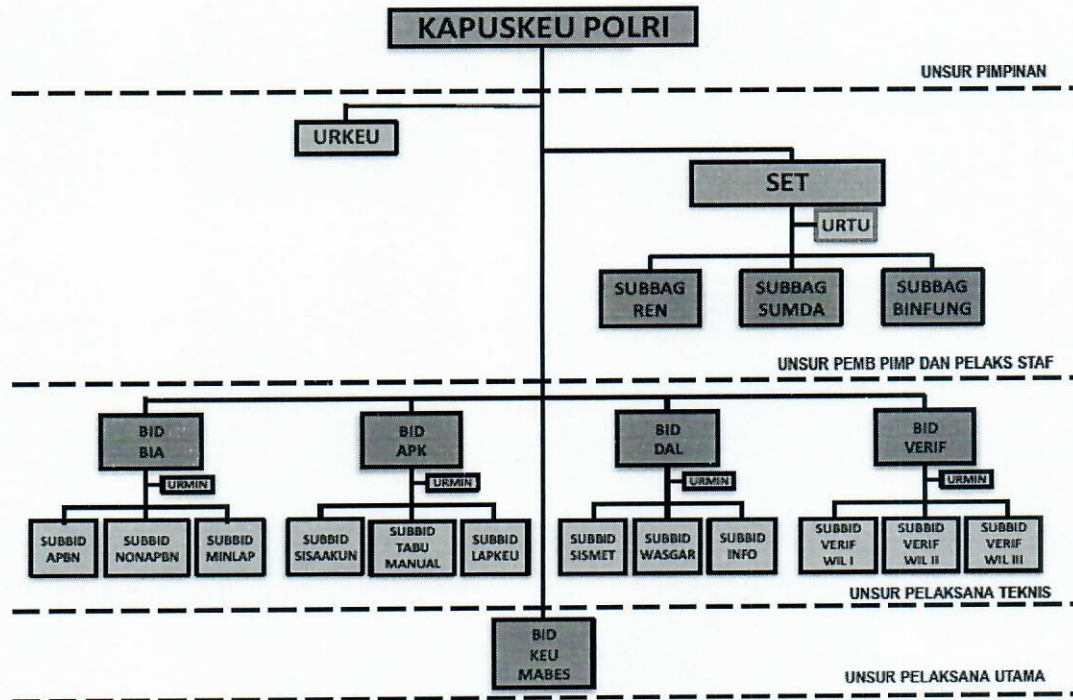 KAPUSKEU POLRI
UNSUR PIMPINAN
URKEU
SET
URTU
SUBBAG
REN
SUBBAG
SUMDA
SUBBAG
BINFUNG
UNSUR PEMB PIMP DAN PELAKS STAF
BID
BIA
BID
APK
BID
DAL
BID
VERIF
URMIN
URMIN
URMIN
URMIN
SUBBID
APBN
SUBBID
NONAPBN
SUBBID
MINLAP
SUBBID
SISAAKUN
SUBBID
TABU
MANUAL
SUBBID
LAPKEU
SUBBID
SISMET
SUBBID
WASGAR
SUBBID
INFO
SUBBID
VERIF
WIL I
SUBBID
VERIF
WIL II
SUBBID
VERIF
WIL III
UNSUR PELAKSANA TEKNIS
BID
KEU
MABES
UNSUR PELAKSANA UTAMA